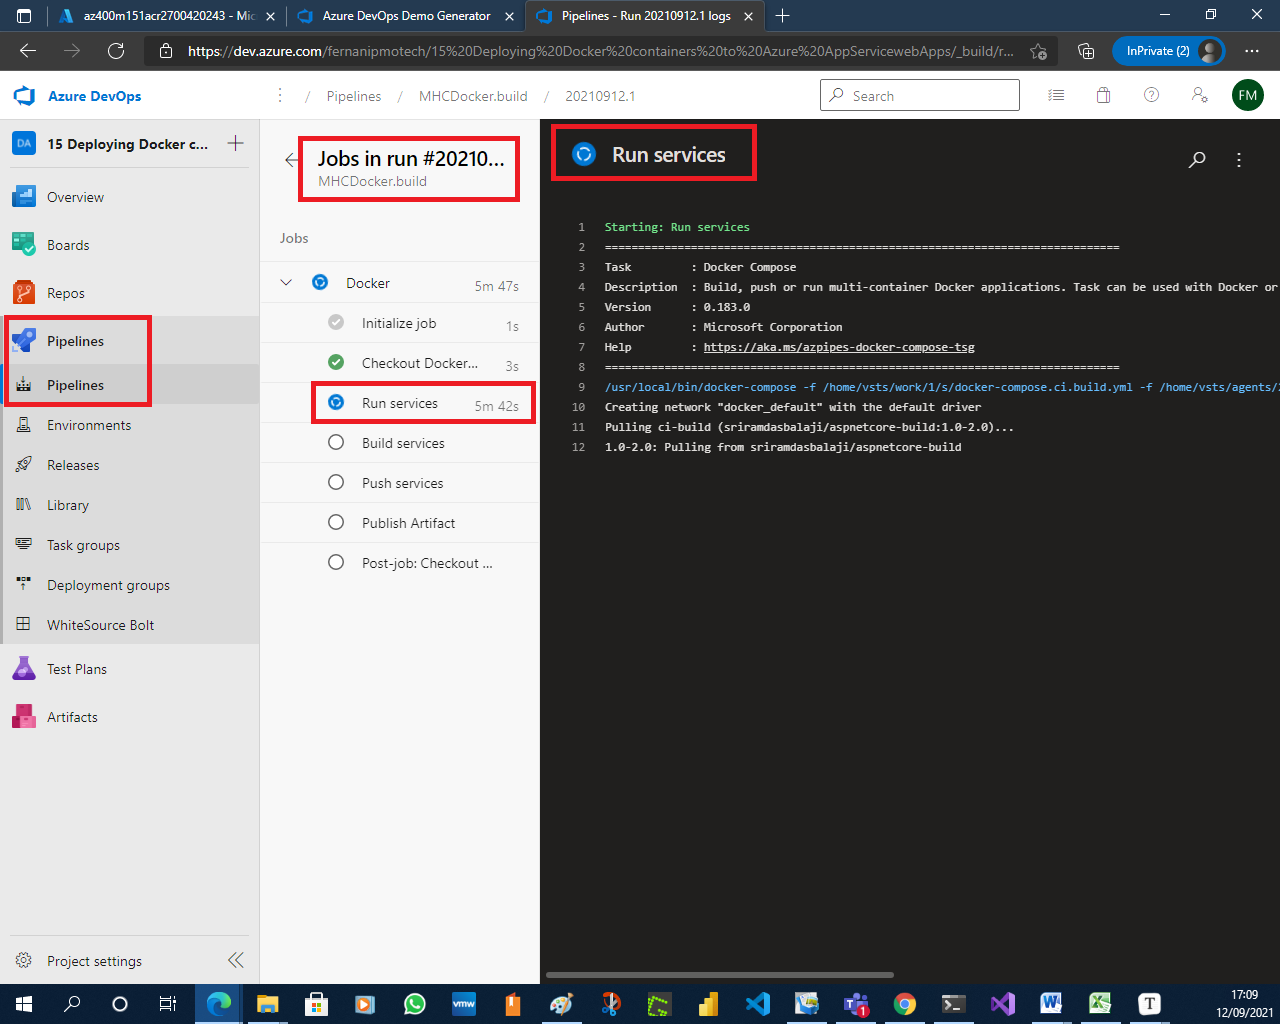 az400m151acr2700420243 - Mic
Azure DevOps Demo Generator
Pipelines - Run 20210912.1 logs
https://dev.azure.com/fernanipmotech/15%20Deploying%20Docker%20containers%20to%20Azure%20AppServicewebApps/_build/r...
InPrivate (2)
Azure DevOps
/ Pipelines / MHCDocker.build / 20210912.1
Search
FM
DA
15 Deploying Docker c...
Overview
Boards
Repos
Pipelines
Pipelines
Environments
Releases
Library
Task groups
Deployment groups
WhiteSource Bolt
Test Plans
Artifacts
Project settings
Jobs in run #20210...
MHCDocker.build
Jobs
Docker 5m 47s
Initialize job 1s
Checkout Docker... 3s
Run services 5m 42s
Build services
Push services
Publish Artifact
Post-job: Checkout ...
Run services
1 Starting: Run services
2 ==============================================================================
3 Task : Docker Compose
4 Description : Build, push or run multi-container Docker applications. Task can be used with Docker or
5 Version : 0.183.0
6 Author : Microsoft Corporation
7 Help : https://aka.ms/azpipes-docker-compose-tsg
8 ==============================================================================
9 /usr/local/bin/docker-compose -f /home/vsts/work/1/s/docker-compose.ci.build.yml -f /home/vsts/agents/
10 Creating network "docker_default" with the default driver
11 Pulling ci-build (sriramdasbalaji/aspnetcore-build:1.0-2.0)...
12 1.0-2.0: Pulling from sriramdasbalaji/aspnetcore-build
vmw
1
T
17:09
12/09/2021